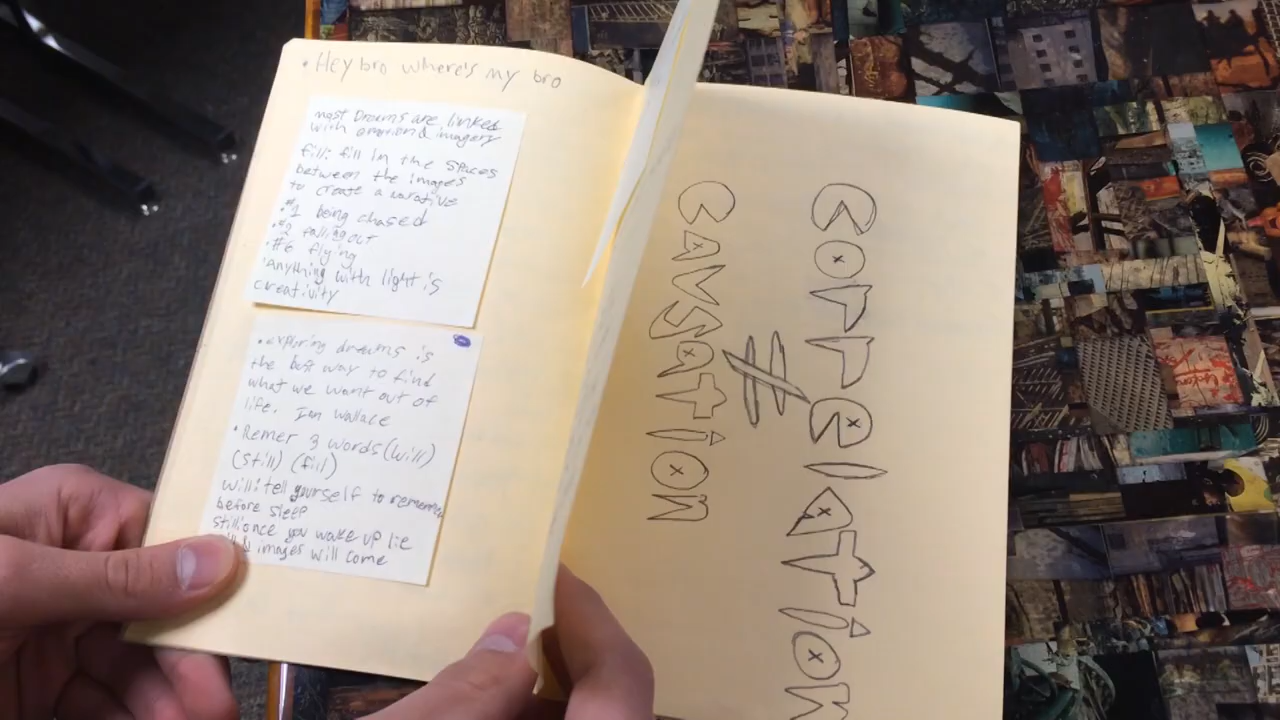 • Hey bro where's my bro
most Dreams are linked
with emotion & imagery
fill: fill in the spaces
between the images
to create a narative
• #1 being chased
• #2 falling out
• #6 flying
• anything with light is
creativity
• exploring dreams is
the best way to find
what we want out of
life. Ian Wallace
• Remer 3 words (will)
(still) (fill)
will: tell yourself to remember
before sleep
still: once you wake up lie
& images will come
Correlation
≠
Causation